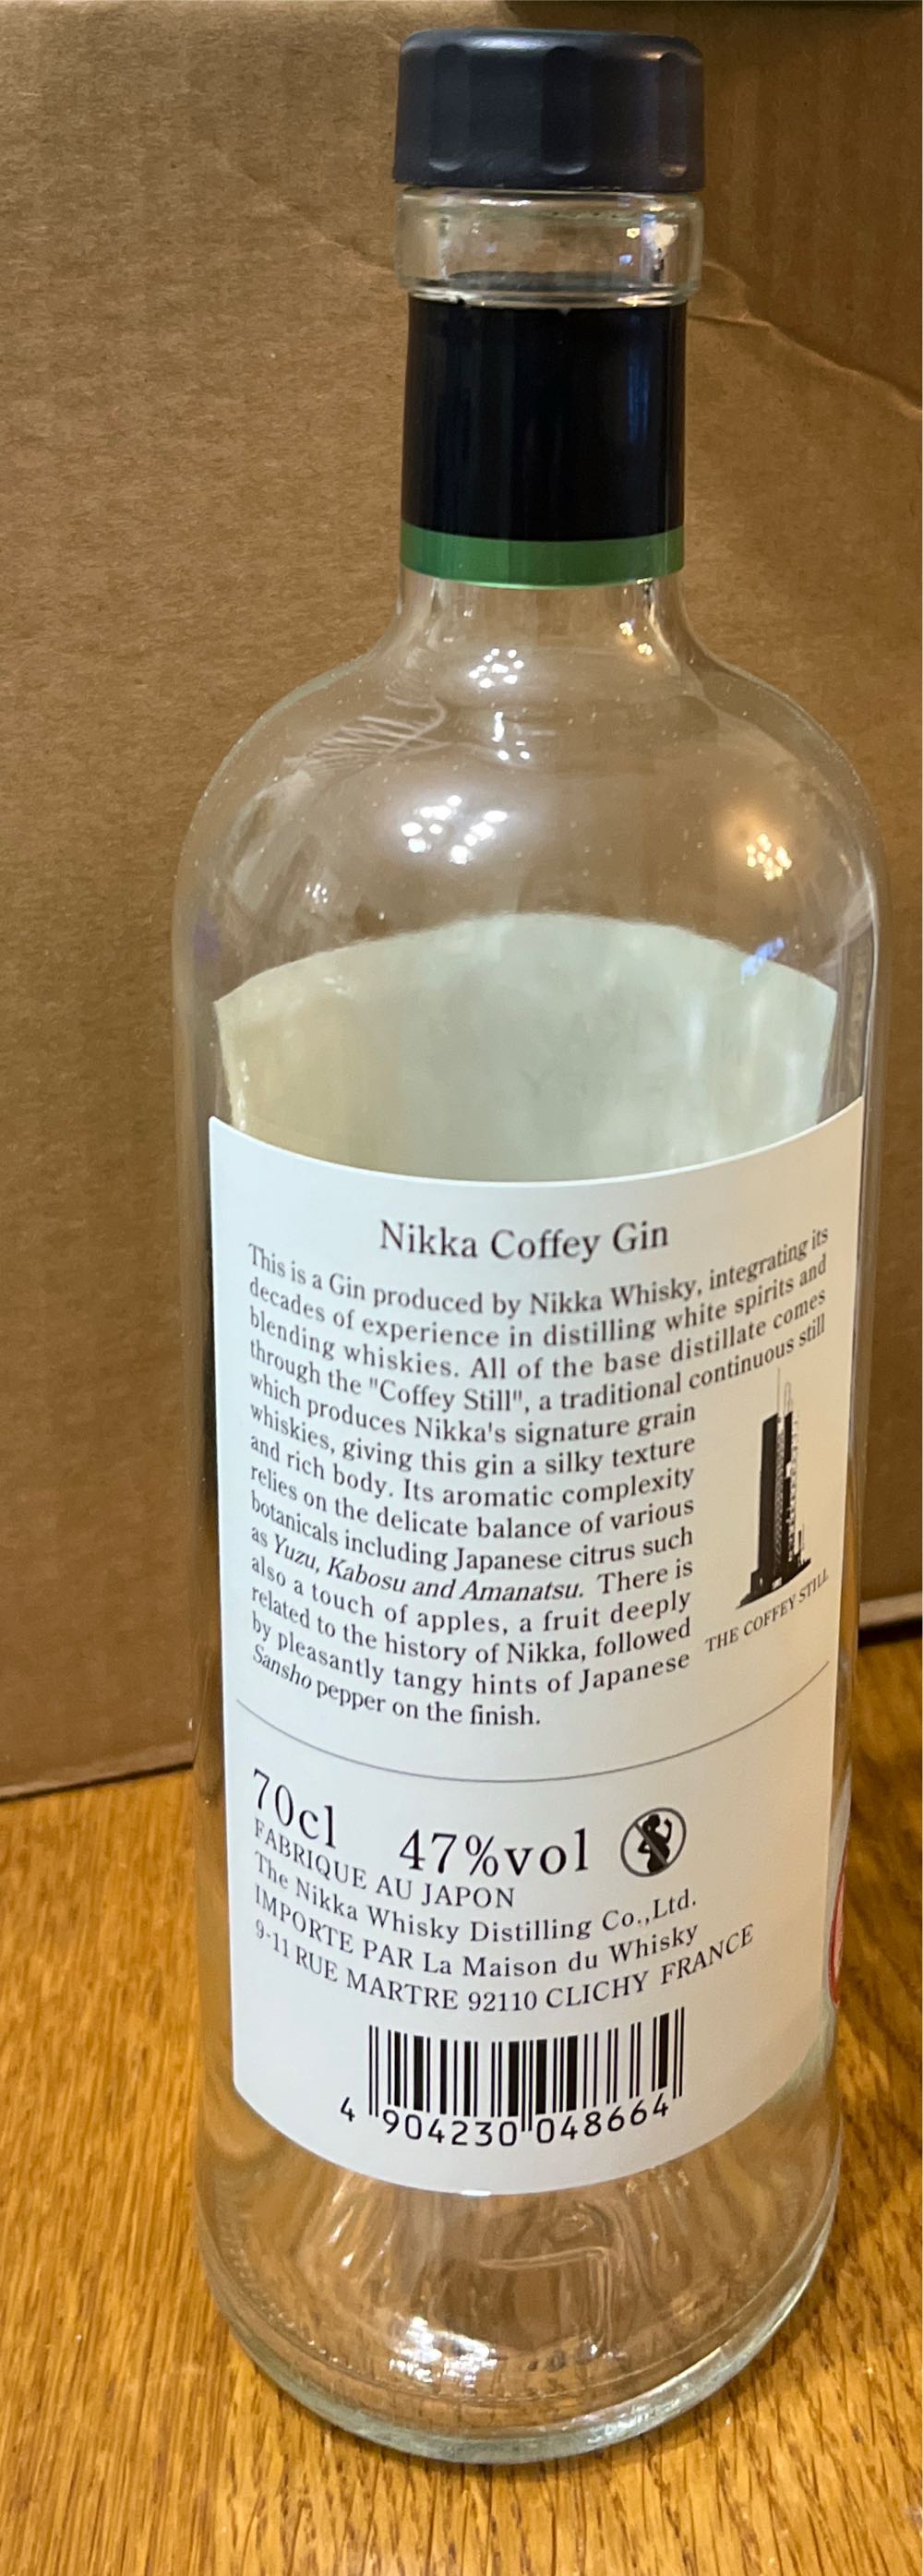 Nikka Coffey Gin
This is a Gin produced by Nikka Whisky, integrating its
decades of experience in distilling white spirits and
blending whiskies. All of the base distillate comes
through the "Coffey Still", a traditional continuous still
which produces Nikka's signature grain
whiskies, giving this gin a silky texture
and rich body. Its aromatic complexity
relies on the delicate balance of various
botanicals including Japanese citrus such
as Yuzu, Kabosu and Amanatsu. There is
also a touch of apples, a fruit deeply
related to the history of Nikka, followed
by pleasantly tangy hints of Japanese
Sansho pepper on the finish.
THE COFFEY STILL
70cl 47%vol
FABRIQUE AU JAPON
The Nikka Whisky Distilling Co.,Ltd.
IMPORTE PAR La Maison du Whisky
9-11 RUE MARTRE 92110 CLICHY FRANCE
4 904230 048664